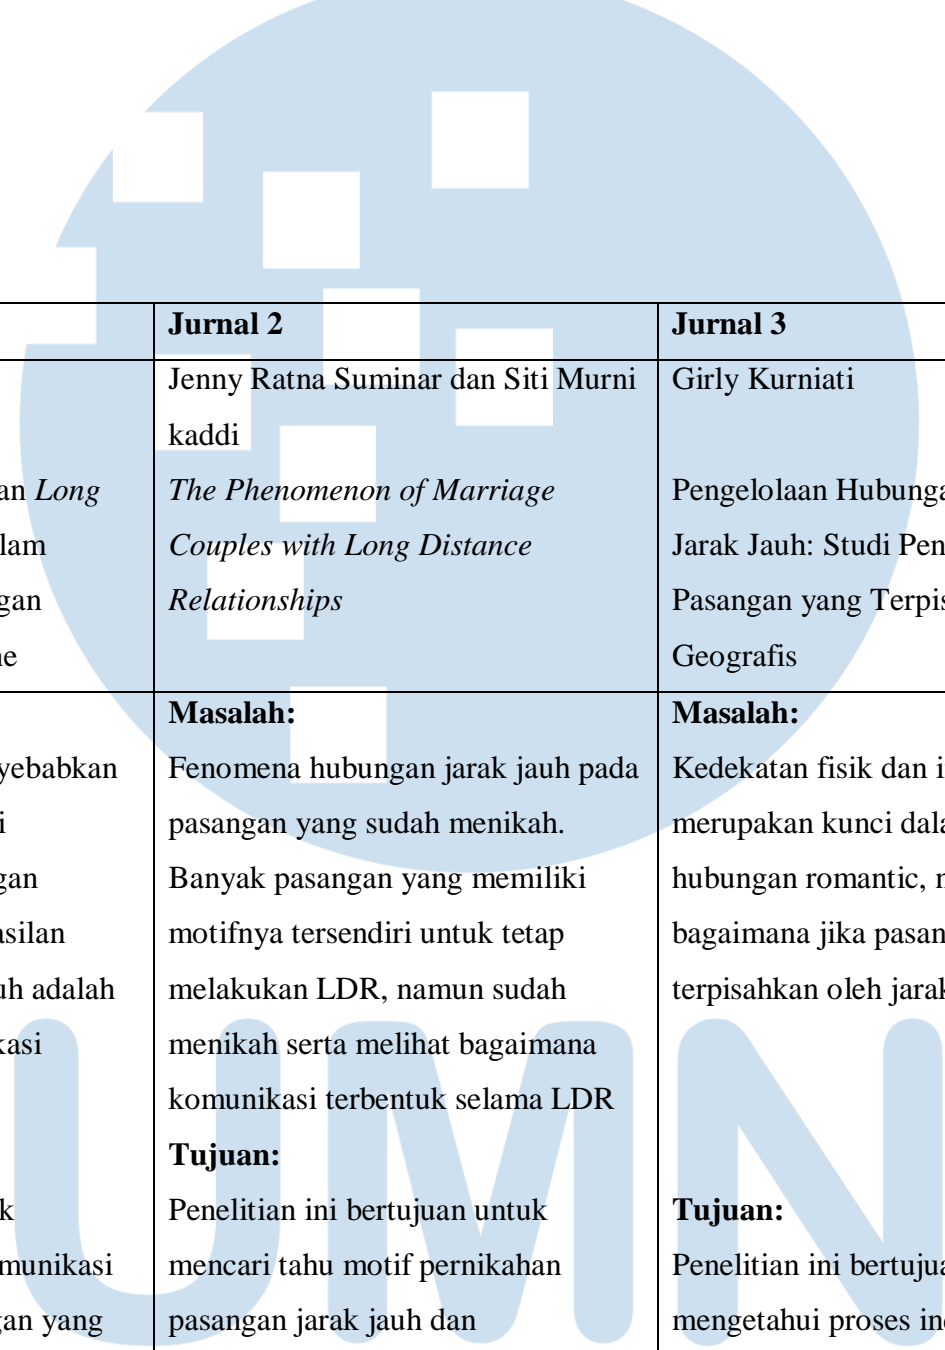 Jurnal 2
Jurnal 3
Long
lam
gan
ne
Jenny Ratna Suminar dan Siti Murni
kaddi
The Phenomenon of Marriage
Couples with Long Distance
Relationships
Girly Kurniati
Pengelolaan Hubunga
Jarak Jauh: Studi Pen
Pasangan yang Terpis
Geografis
yebabkan
i
gan
asilan
uh adalah
kasi
k
munikasi
gan yang
Masalah:
Fenomena hubungan jarak jauh pada
pasangan yang sudah menikah.
Banyak pasangan yang memiliki
motifnya tersendiri untuk tetap
melakukan LDR, namun sudah
menikah serta melihat bagaimana
komunikasi terbentuk selama LDR
Tujuan:
Penelitian ini bertujuan untuk
mencari tahu motif pernikahan
pasangan jarak jauh dan
Masalah:
Kedekatan fisik dan i
merupakan kunci dala
hubungan romantic, n
bagaimana jika pasan
terpisahkan oleh jarak
Tujuan:
Penelitian ini bertujua
mengetahui proses in
UMN